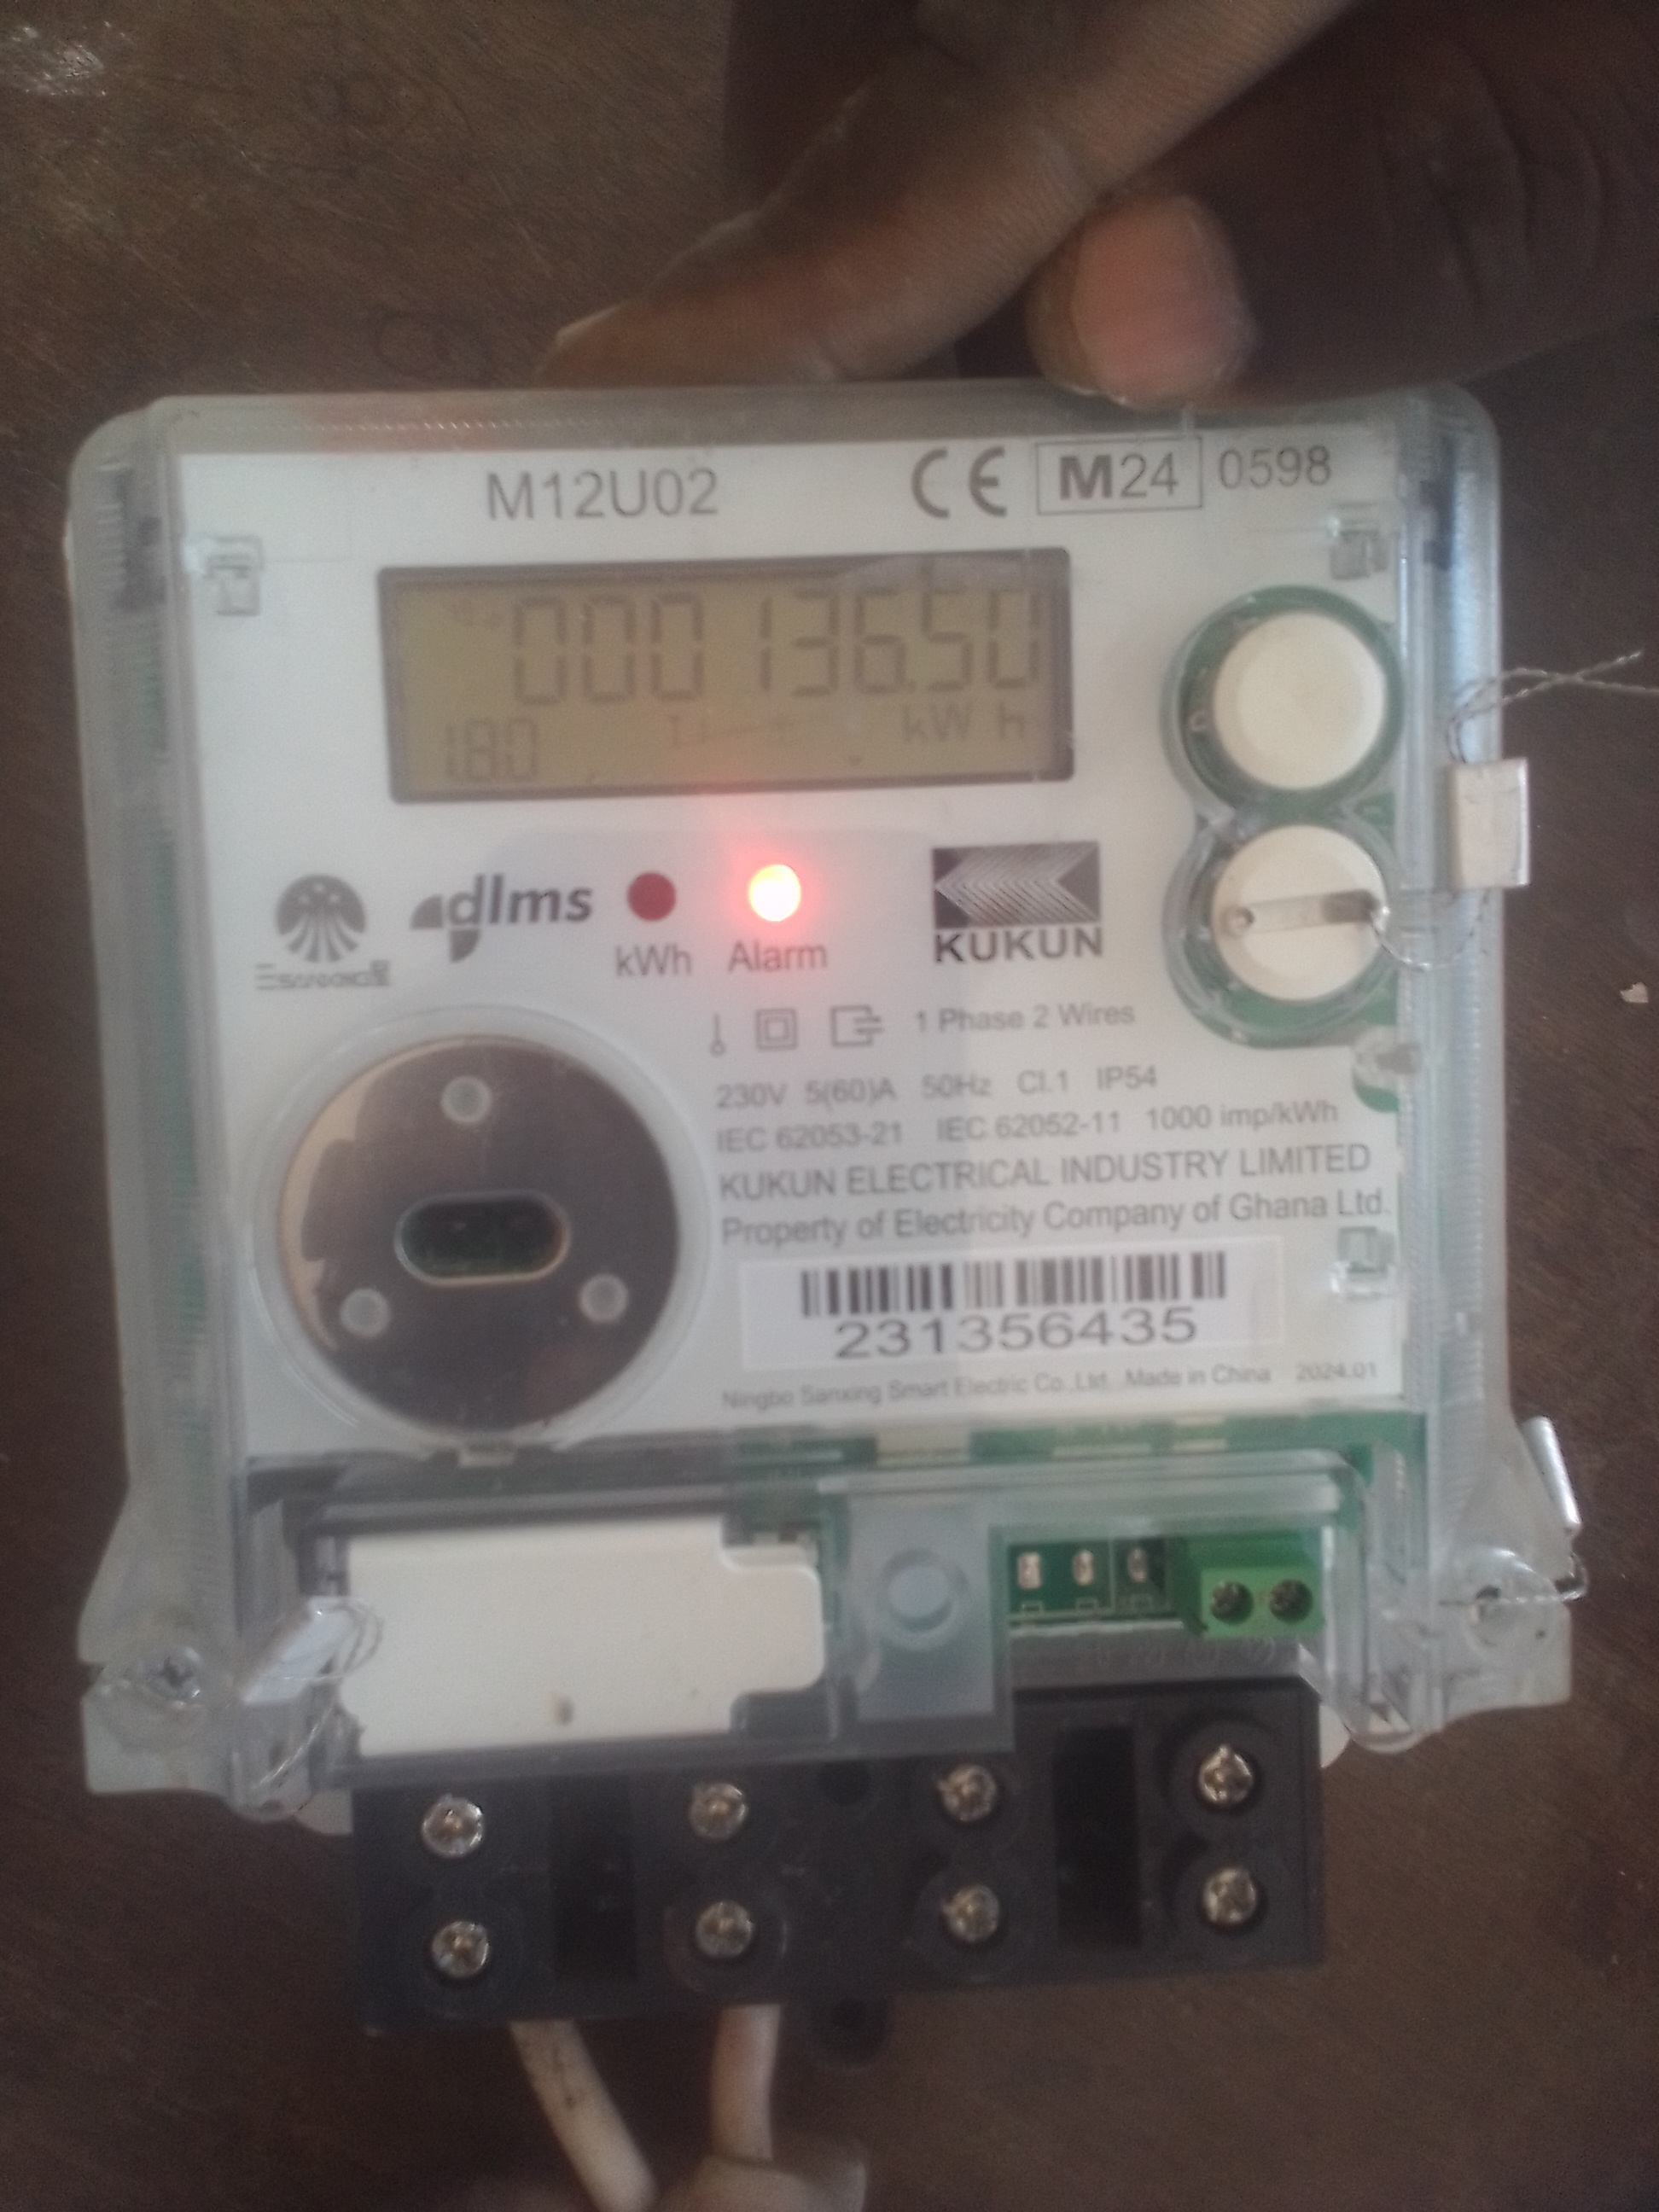 M12U02 CE M24 0598
000136.50
1.8.0 kW h
dlms kWh Alarm KUKUN
1 Phase 2 Wires
230V 5(60)A 50Hz Cl.1 IP54
IEC 62053-21 IEC 62052-11 1000 imp/kWh
KUKUN ELECTRICAL INDUSTRY LIMITED
Property of Electricity Company of Ghana Ltd.
231356435
Ningbo Sanxing Smart Electric Co.,Ltd. Made in China 2024.01